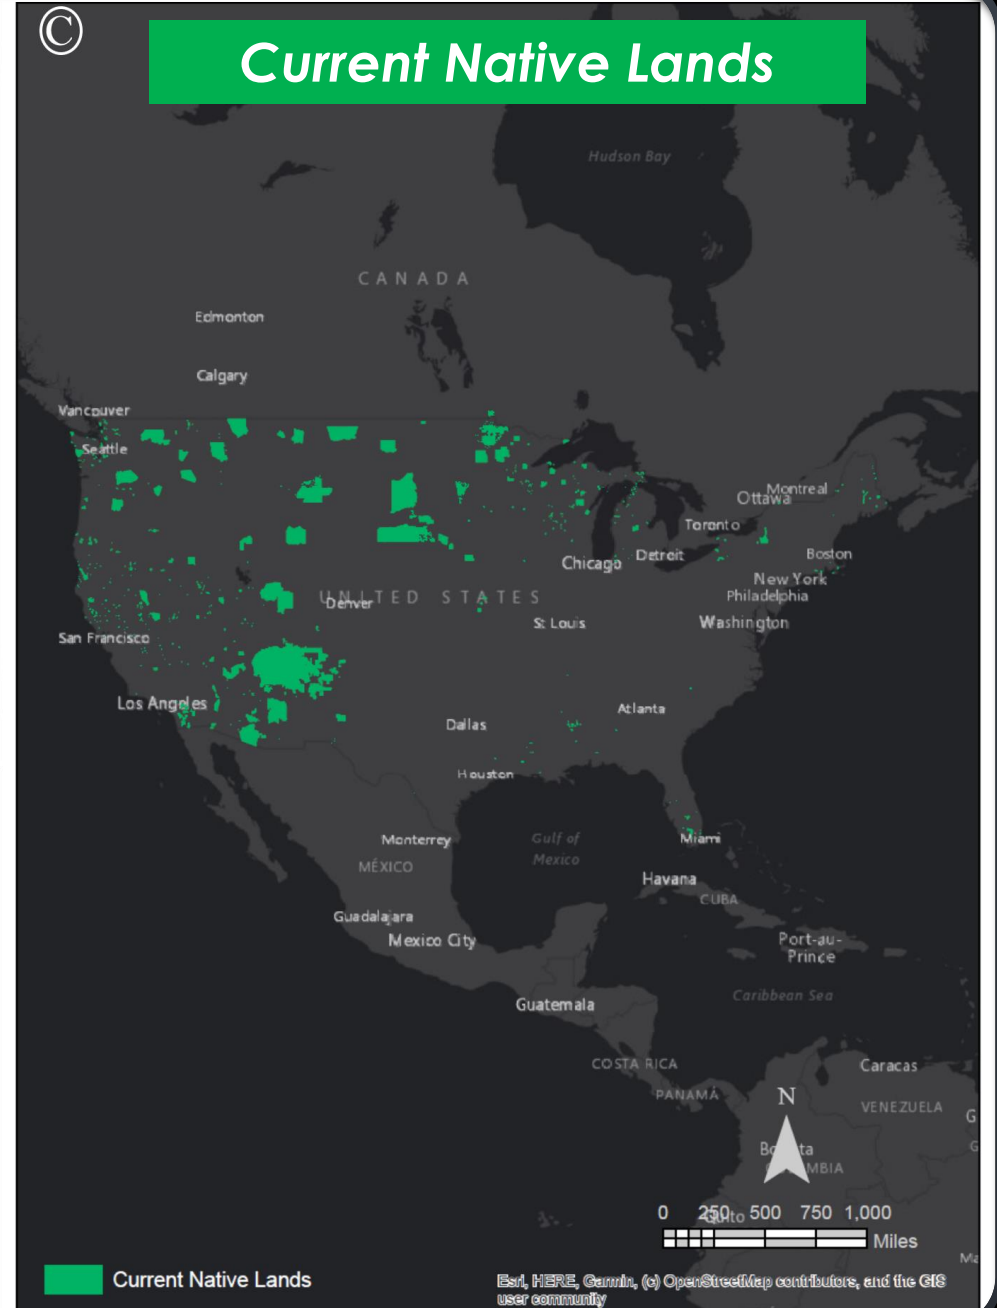 ©
Current Native Lands
Hudson Bay
CANADA
Edmonton
Calgary
Vancouver
Seattle
Montreal
Ottawa
Toronto
Chicago
Detroit
Boston
New York
Philadelphia
UNITED STATES
Denver
St Louis
Washington
San Francisco
Los Angeles
Atlanta
Dallas
Houston
Monterrey
Gulf of
Mexico
Miami
MÉXICO
Havana
CUBA
Guadalajara
Mexico City
Port-au-
Prince
Caribbean Sea
Guatemala
COSTA RICA
Caracas
PANAMÁ
N
VENEZUELA
G
G
0 250 500 750 1,000
Quito
Miles
Ma
Current Native Lands
Esri, HERE, Garmin, (c) OpenStreetMap contributors, and the GIS
user community